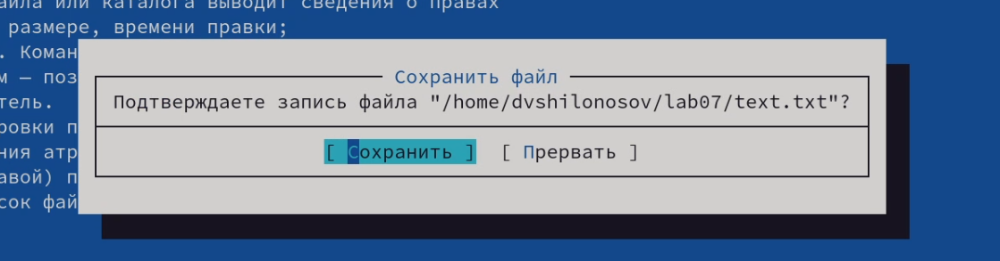 айла или каталога выводит сведения о правах
размере, времени правки;
. Коман
м — поз
Сохранить файл
тель.
Подтверждаете запись файла "/home/dvshilonosov/lab07/text.txt"?
ровки п
ния атр
[ Сохранить ] [ Прервать ]
авой) п
сок фай